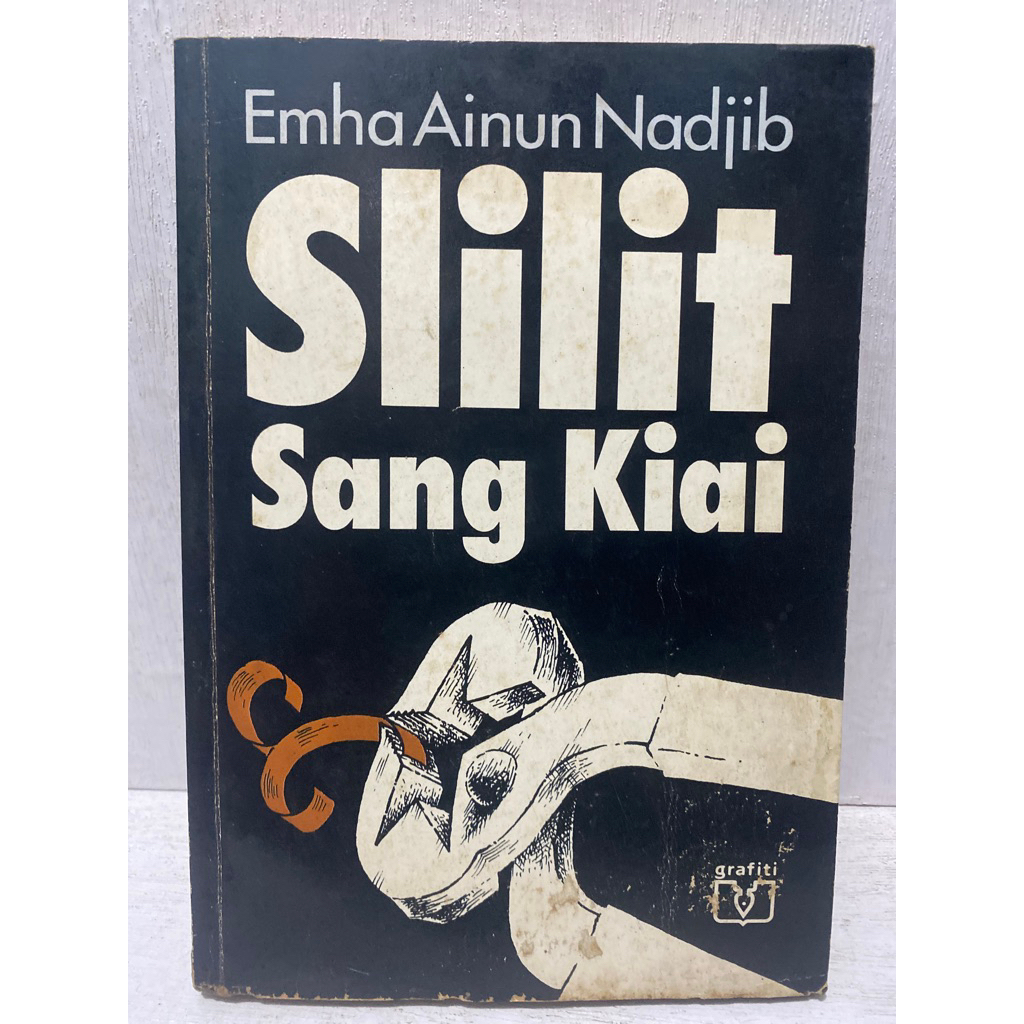 Emha Ainun Nadjib
Slilit
Sang Kiai
grafiti